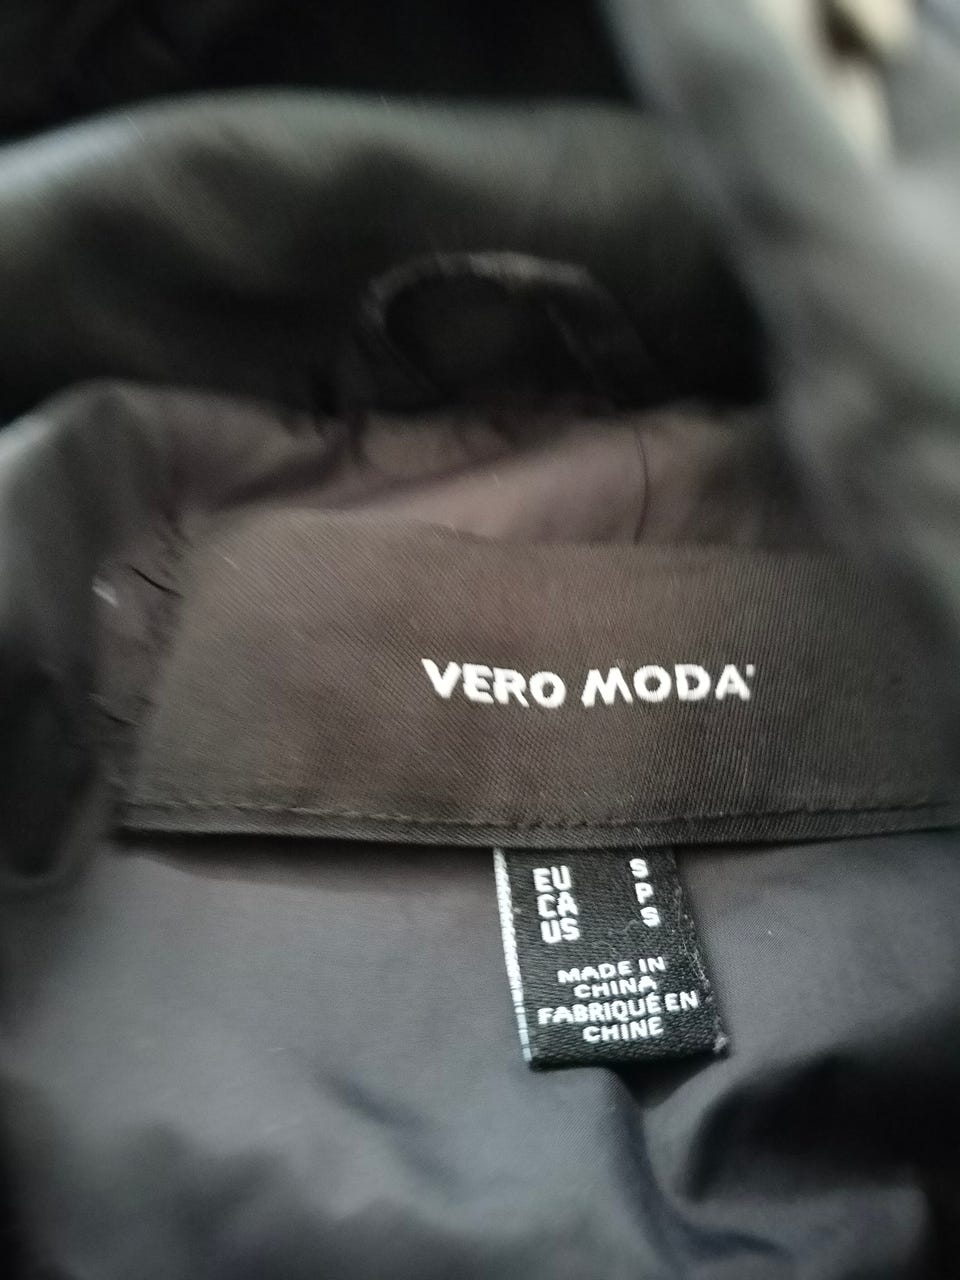 VERO MODA
EU S
CA P
US S
MADE IN
CHINA
FABRIQUÉ EN
CHINE